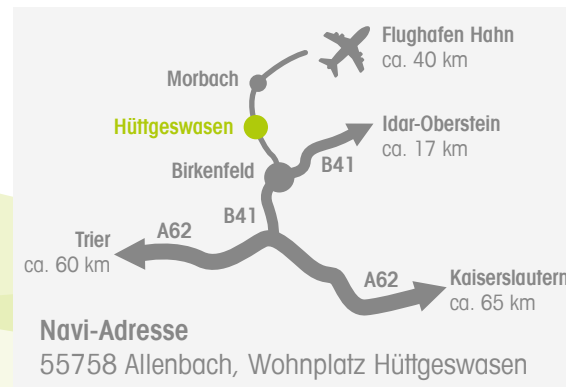 Flughafen Hahn
ca. 40 km
Morbach
Hüttgeswasen
Idar-Oberstein
ca. 17 km
Birkenfeld
B41
B41
A62
Trier
ca. 60 km
A62
Kaiserslautern
ca. 65 km
Navi-Adresse
55758 Allenbach, Wohnplatz Hüttgeswasen